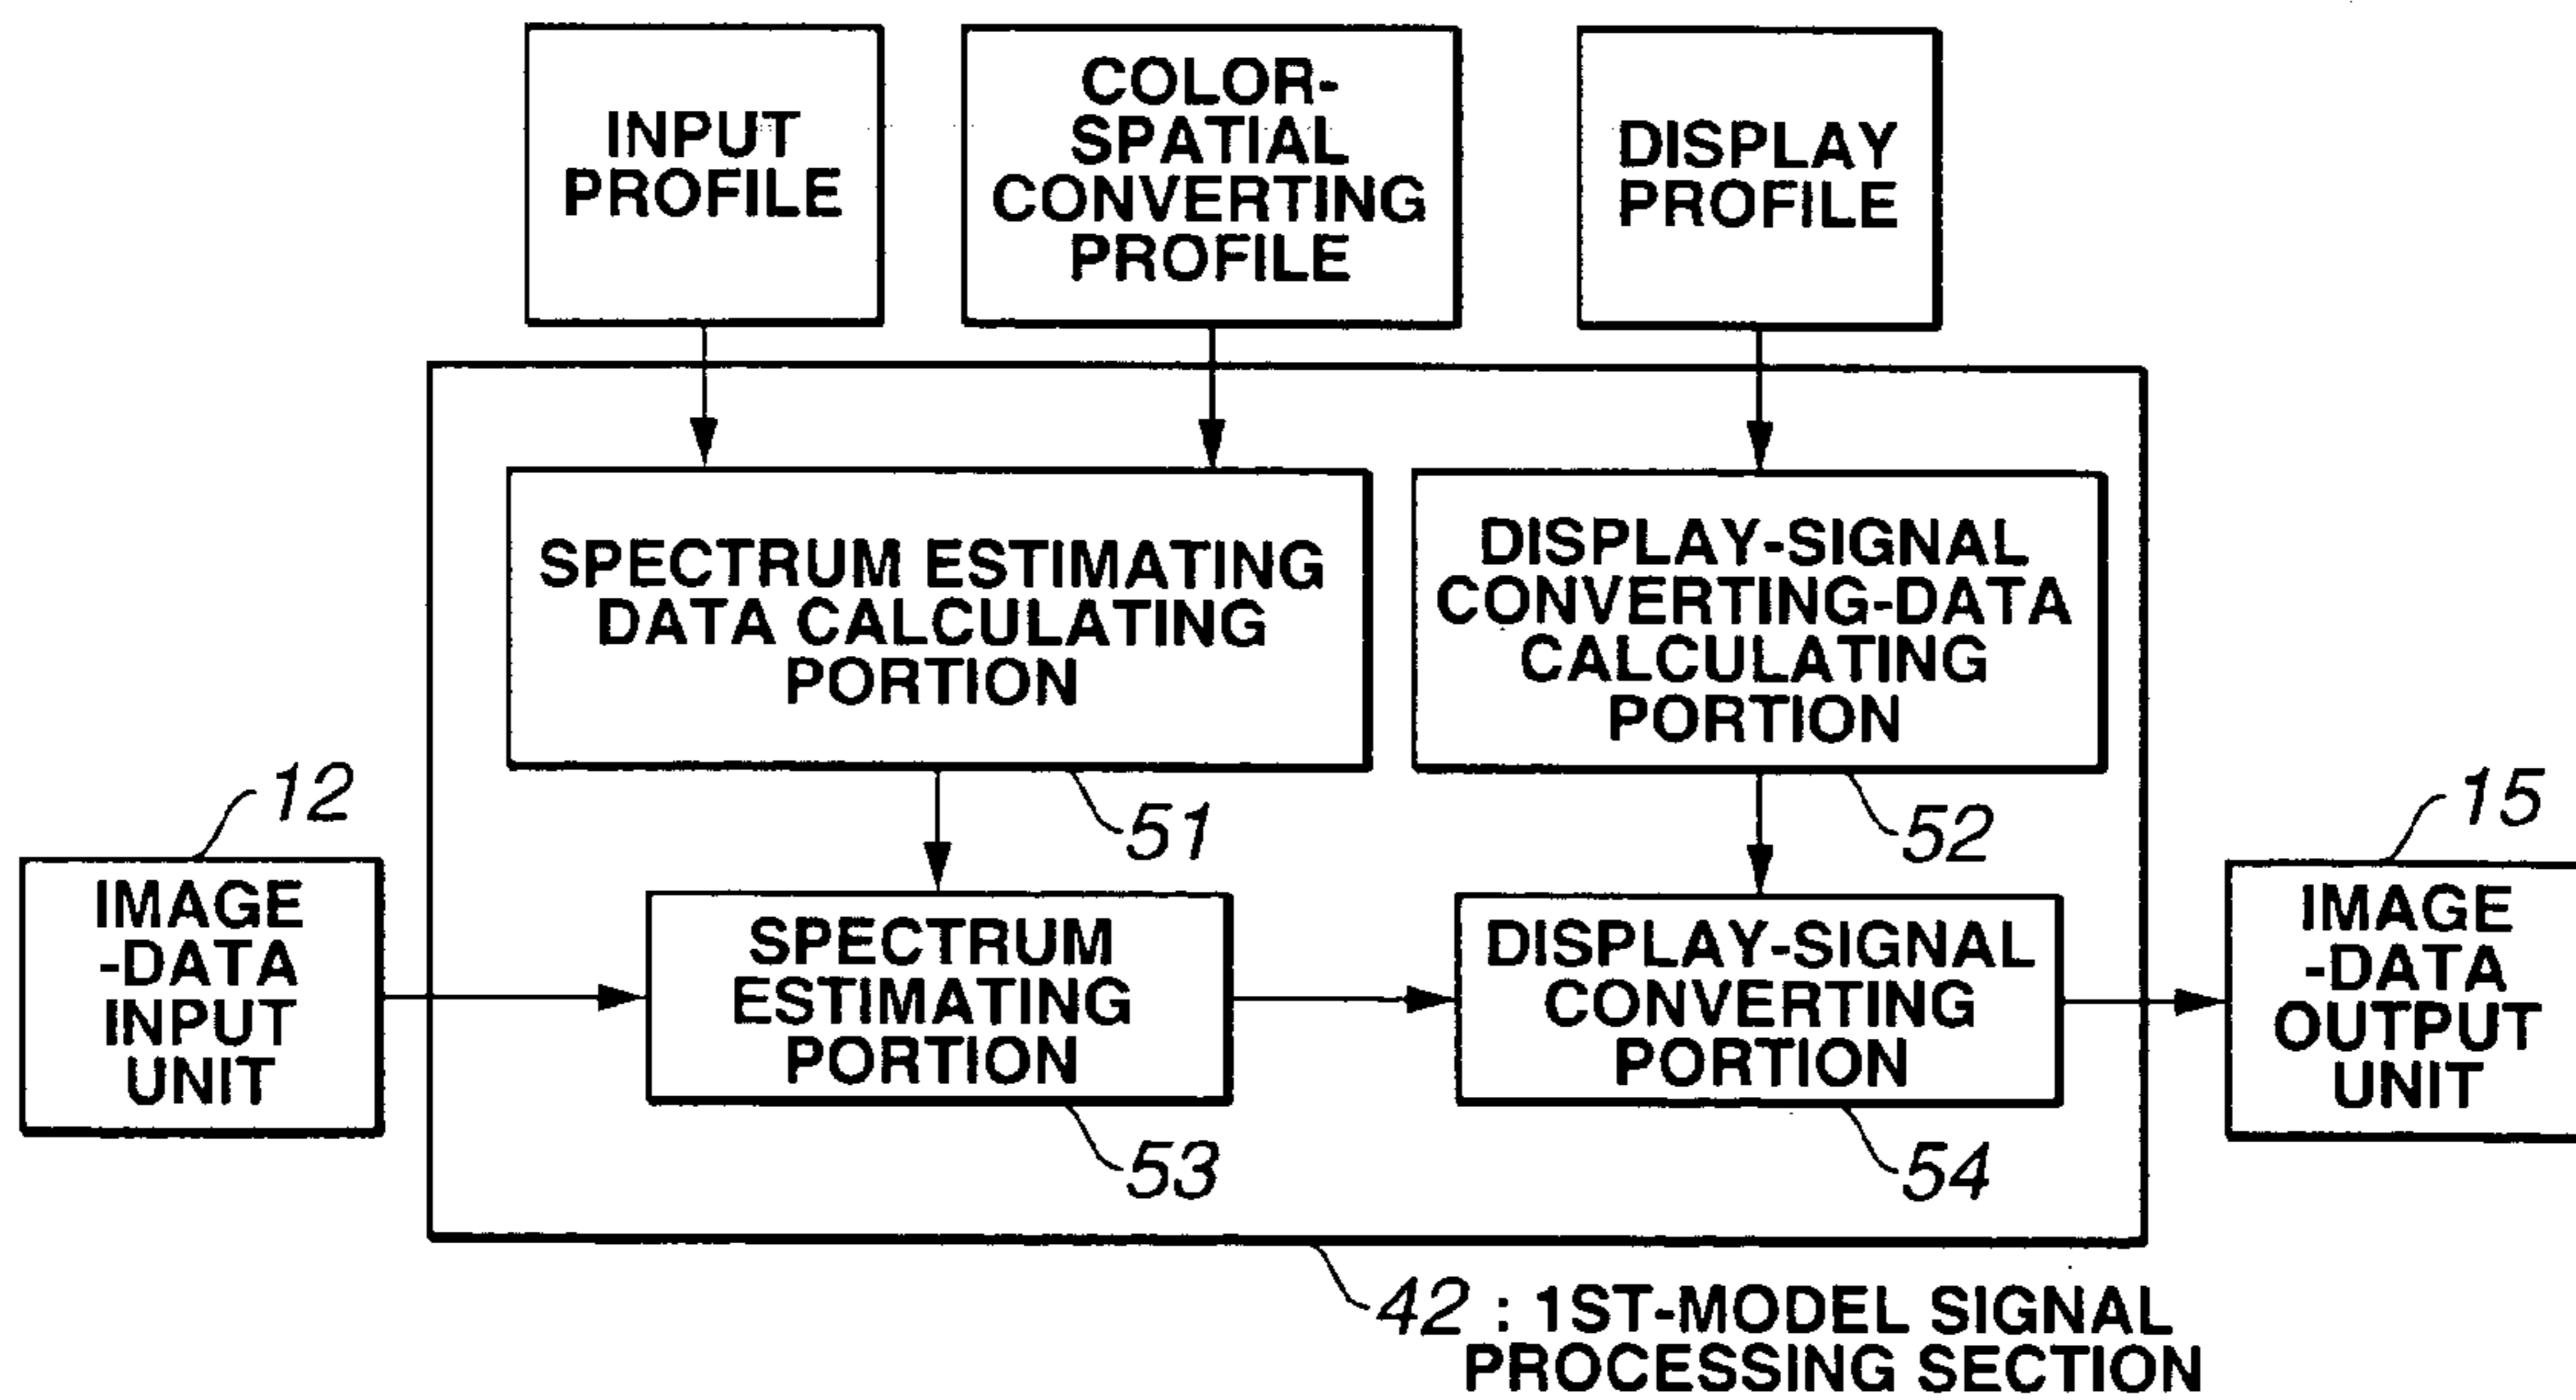 INPUT
PROFILE
COLOR-
SPATIAL
CONVERTING
PROFILE
DISPLAY
PROFILE
SPECTRUM ESTIMATING
DATA CALCULATING
PORTION
51
DISPLAY-SIGNAL
CONVERTING-DATA
CALCULATING
PORTION
52
12
IMAGE
-DATA
INPUT
UNIT
SPECTRUM
ESTIMATING
PORTION
53
DISPLAY-SIGNAL
CONVERTING
PORTION
54
15
IMAGE
-DATA
OUTPUT
UNIT
42 : 1ST-MODEL SIGNAL
PROCESSING SECTION